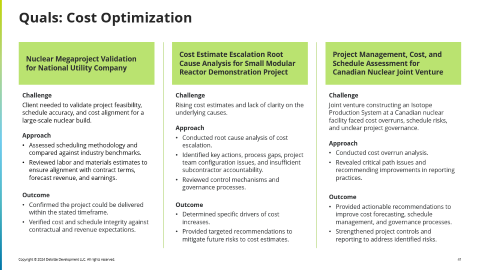 Quals: Cost Optimization
Nuclear Megaproject Validation
for National Utility Company
Challenge
Client needed to validate project feasibility,
schedule accuracy, and cost alignment for a
large-scale nuclear build.
Approach
• Assessed scheduling methodology and
compared against industry benchmarks.
• Reviewed labor and materials estimates to
ensure alignment with contract terms,
forecast revenue, and earnings.
Outcome
• Confirmed the project could be delivered
within the stated timeframe.
• Verified cost and schedule integrity against
contractual and revenue expectations.
Cost Estimate Escalation Root
Cause Analysis for Small Modular
Reactor Demonstration Project
Challenge
Rising cost estimates and lack of clarity on the
underlying causes.
Approach
• Conducted root cause analysis of cost
escalation.
• Identified key actions, process gaps, project
team configuration issues, and insufficient
subcontractor accountability.
• Reviewed control mechanisms and
governance processes.
Outcome
• Determined specific drivers of cost
increases.
• Provided targeted recommendations to
mitigate future risks to cost estimates.
Project Management, Cost, and
Schedule Assessment for
Canadian Nuclear Joint Venture
Challenge
Joint venture constructing an Isotope
Production System at a Canadian nuclear
facility faced cost overruns, schedule risks,
and unclear project governance.
Approach
• Conducted cost overrun analysis.
• Revealed critical path issues and
recommending improvements in reporting
practices.
Outcome
• Provided actionable recommendations to
improve cost forecasting, schedule
management, and governance processes.
• Strengthened project controls and
reporting to address identified risks.
Copyright © 2024 Deloitte Development LLC. All rights reserved.